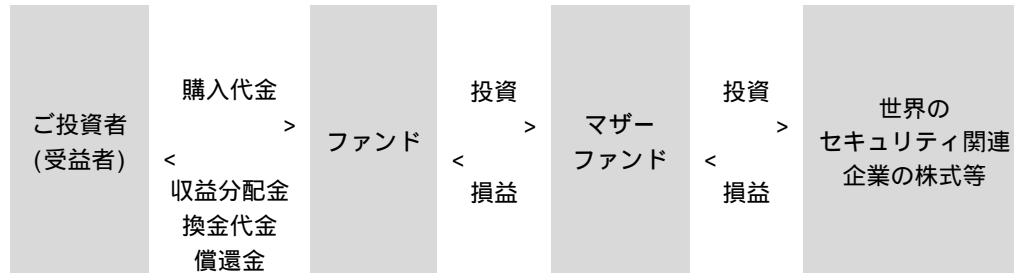 ご投資者
(受益者)
購入代金
>
<
収益分配金
換金代金
償還金
ファンド
投資
>
<
損益
マザー
ファンド
投資
>
<
損益
世界の
セキュリティ関連
企業の株式等